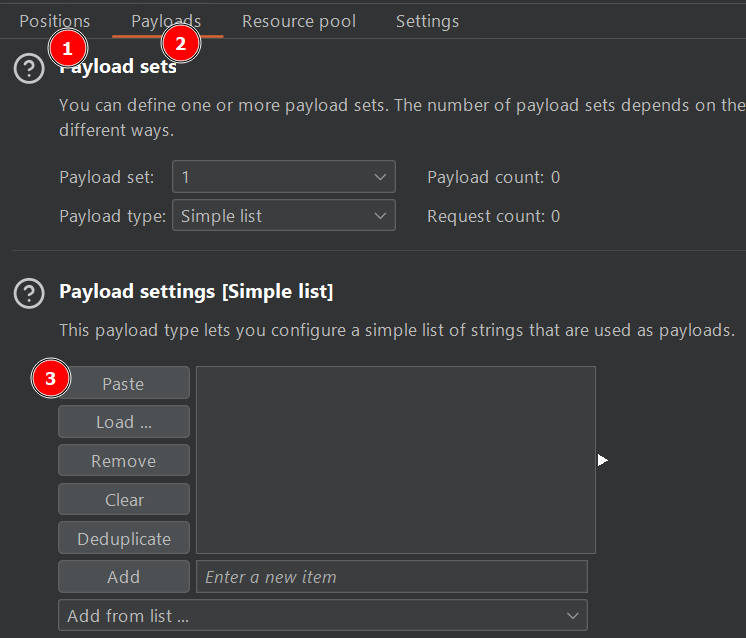 Positions Payloads Resource pool Settings
1 2
Payload sets
You can define one or more payload sets. The number of payload sets depends on the
different ways.
Payload set: 1 Payload count: 0
Payload type: Simple list Request count: 0
Payload settings [Simple list]
This payload type lets you configure a simple list of strings that are used as payloads.
3 Paste
Load ...
Remove
Clear
Deduplicate
Add Enter a new item
Add from list ...